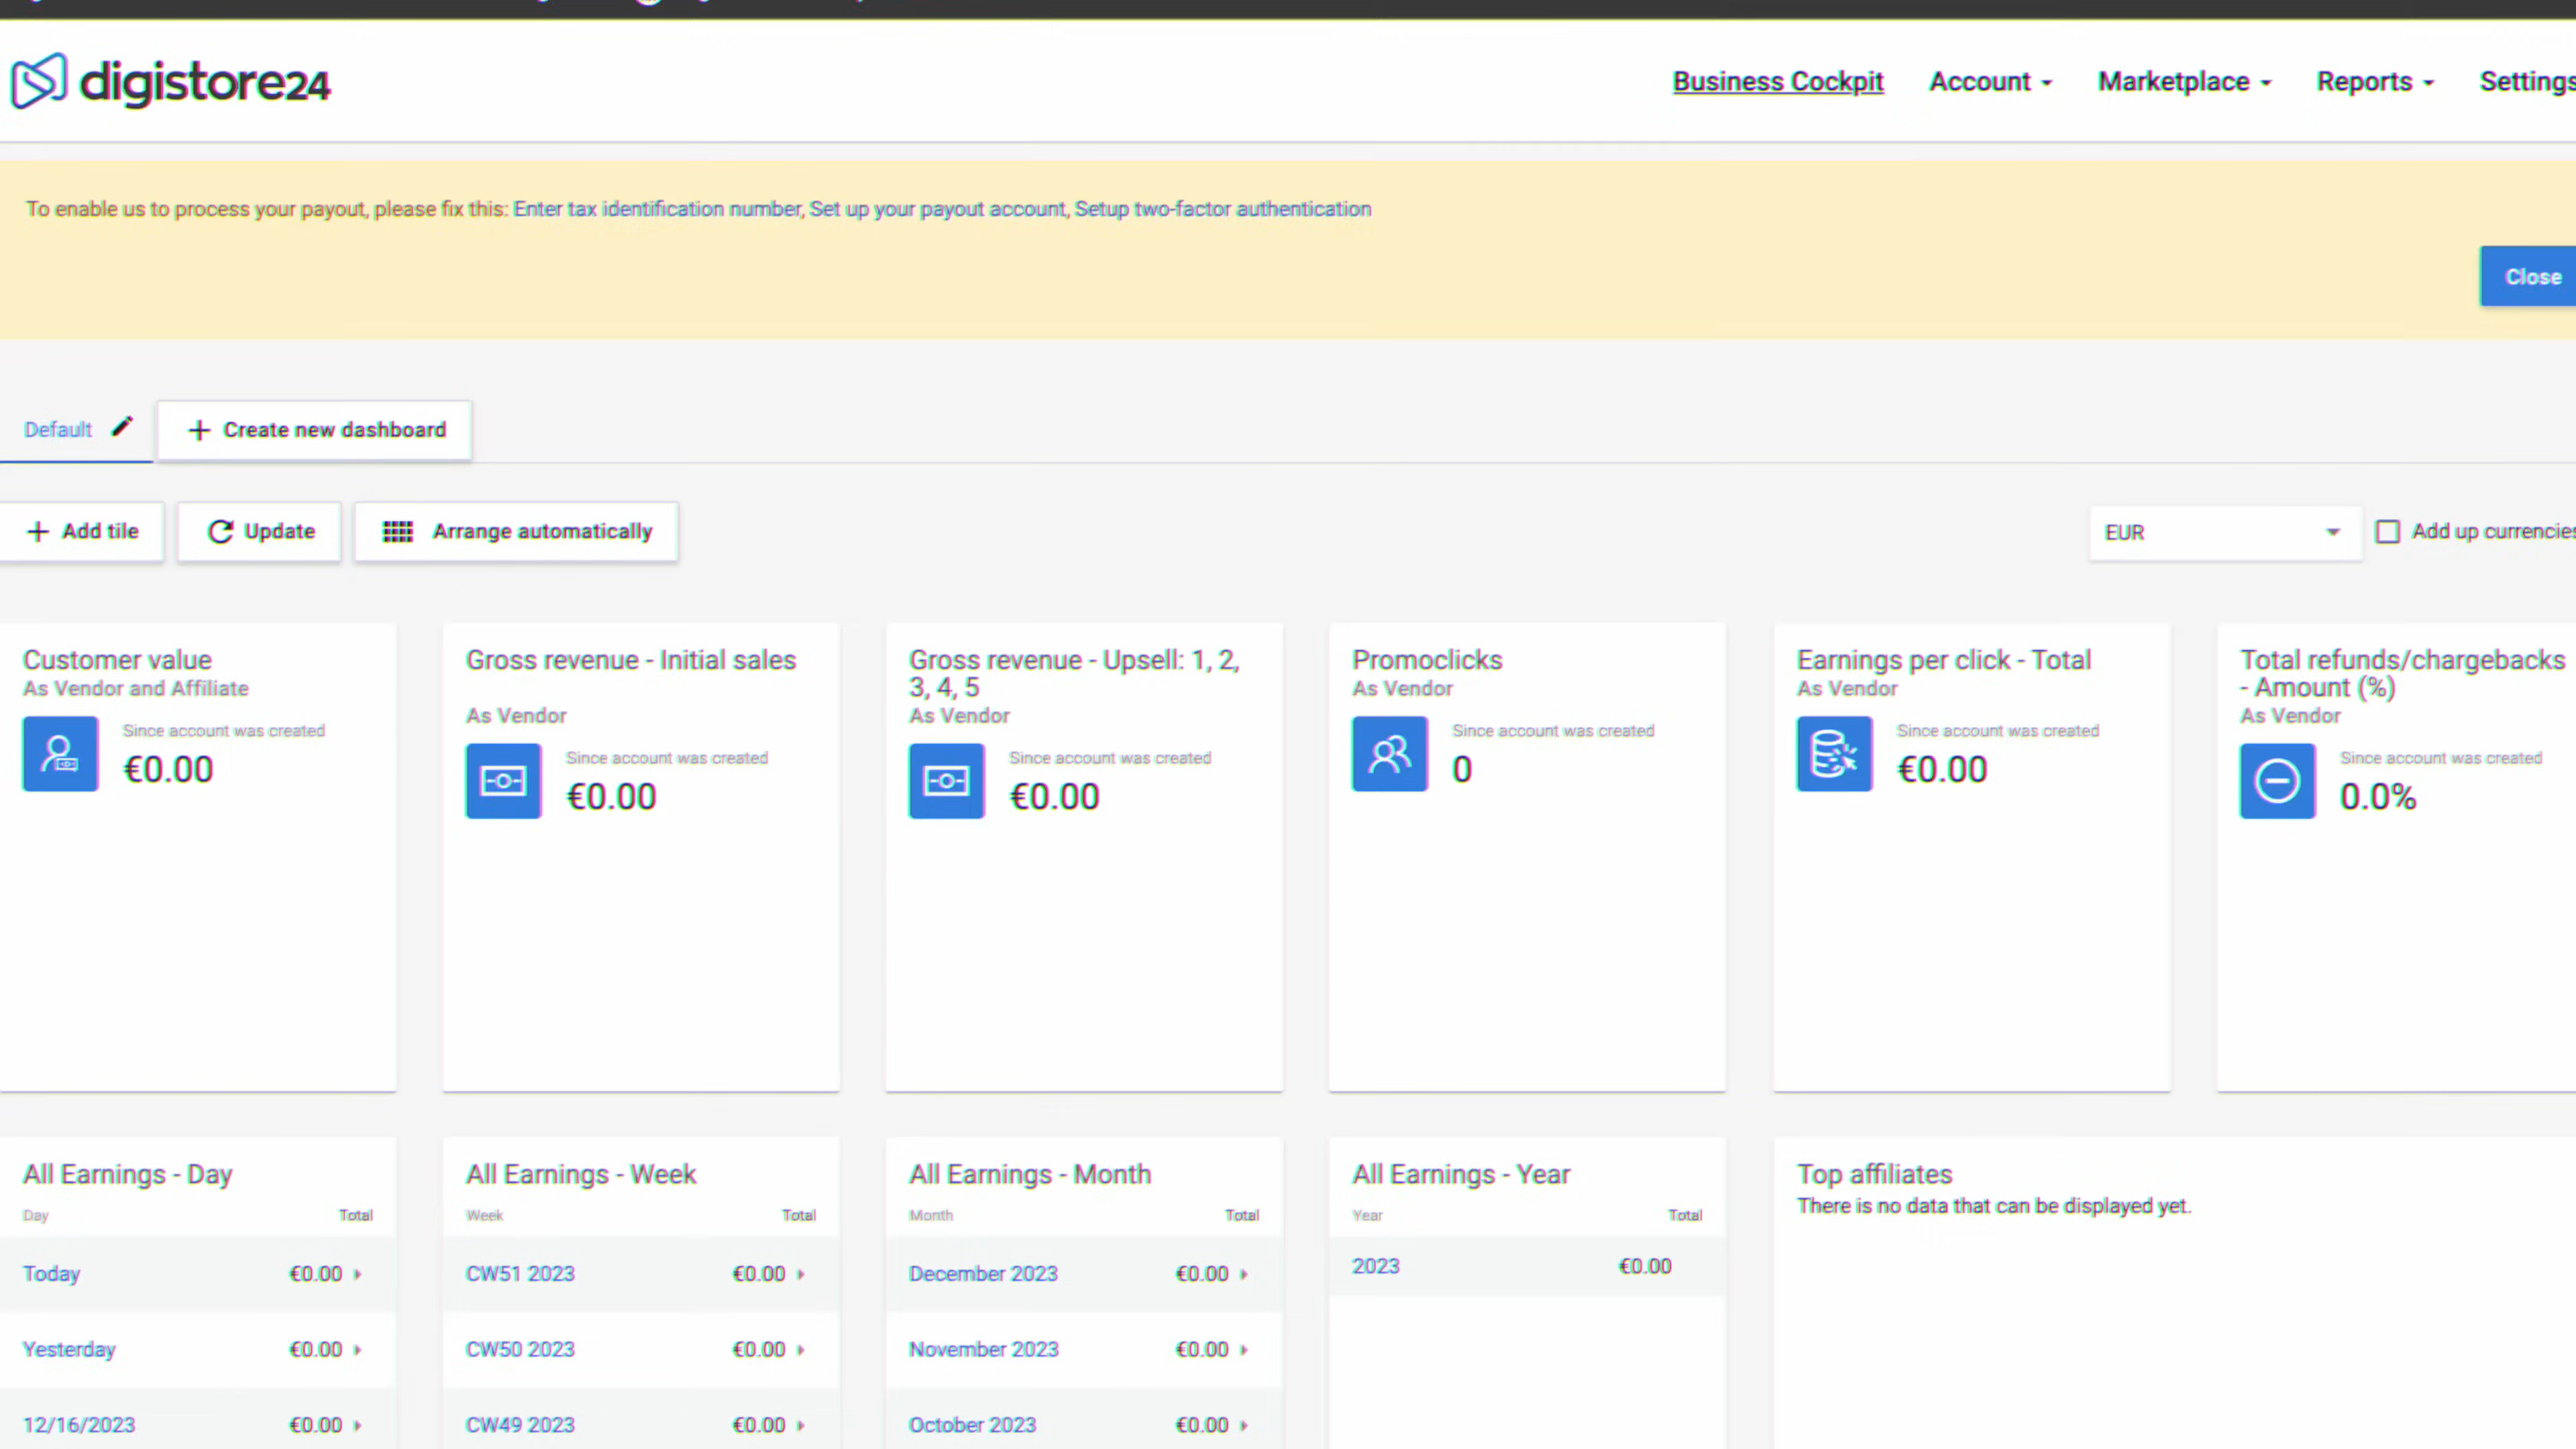 digistore24
Business Cockpit Account Marketplace Reports Settings
To enable us to process your payout, please fix this: Enter tax identification number, Set up your payout account, Setup two-factor authentication
Close
Default + Create new dashboard
+ Add tile Update Arrange automatically EUR Add up currencies
Customer value
As Vendor and Affiliate
Since account was created
€0.00
Gross revenue - Initial sales
As Vendor
Since account was created
€0.00
Gross revenue - Upsell: 1, 2,
3, 4, 5
As Vendor
Since account was created
€0.00
Promoclicks
As Vendor
Since account was created
0
Earnings per click - Total
As Vendor
Since account was created
€0.00
Total refunds/chargebacks
- Amount (%)
As Vendor
Since account was created
0.0%
All Earnings - Day
Day Total
Today €0.00
Yesterday €0.00
12/16/2023 €0.00
All Earnings - Week
Week Total
CW51 2023 €0.00
CW50 2023 €0.00
CW49 2023 €0.00
All Earnings - Month
Month Total
December 2023 €0.00
November 2023 €0.00
October 2023 €0.00
All Earnings - Year
Year Total
2023 €0.00
Top affiliates
There is no data that can be displayed yet.